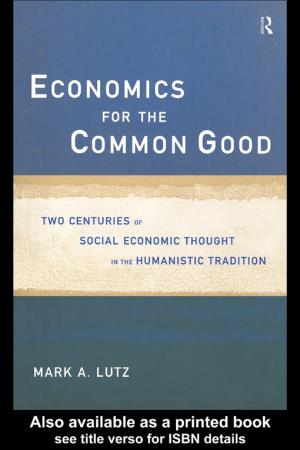 ECONOMICS
FOR THE
COMMON GOOD
TWO CENTURIES OF
SOCIAL ECONOMIC THOUGHT
IN THE HUMANISTIC TRADITION
MARK A. LUTZ
Also available as a printed book
see title verso for ISBN details